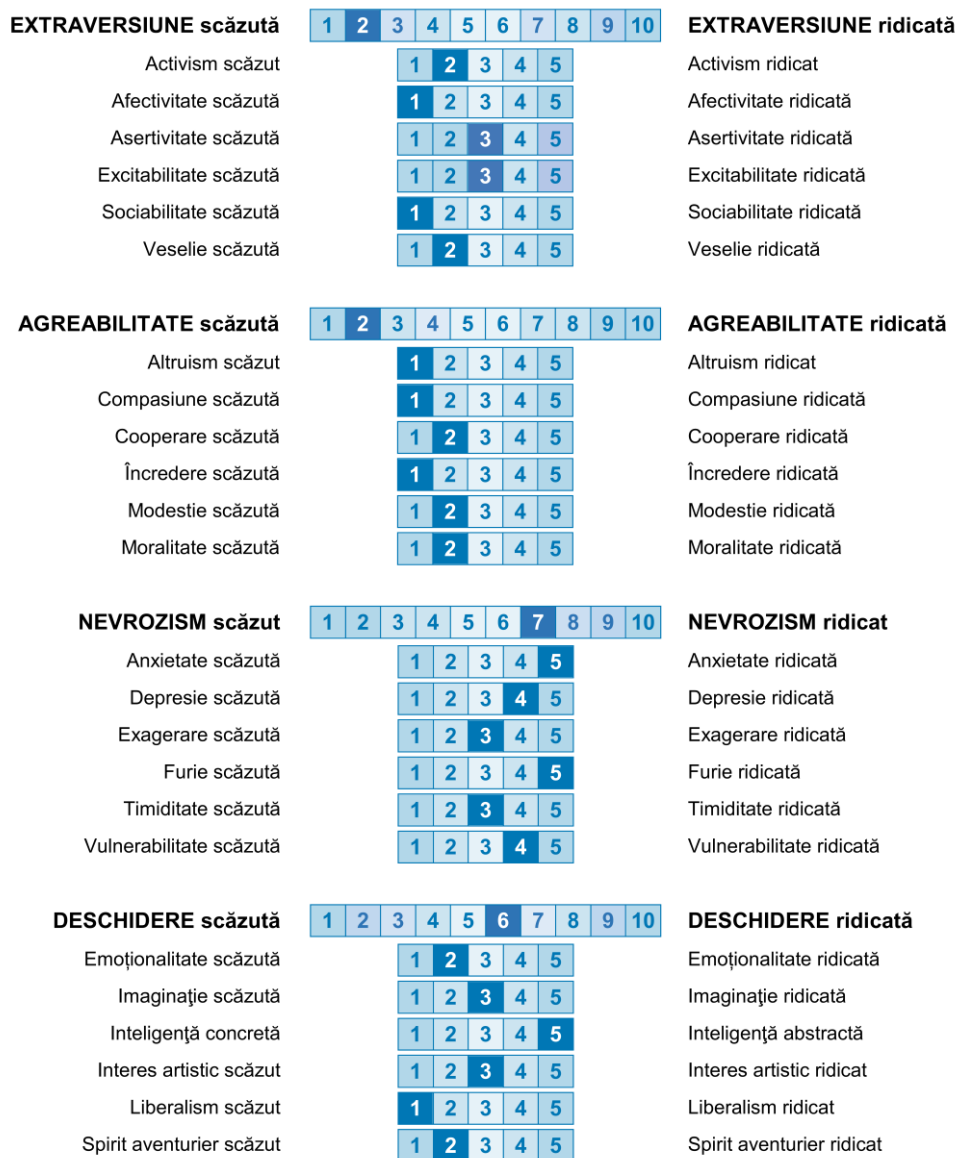 EXTRAVERSIUNE scăzută 1 2 3 4 5 6 7 8 9 10 EXTRAVERSIUNE ridicată
Activism scăzut 1 2 3 4 5 Activism ridicat
Afectivitate scăzută 1 2 3 4 5 Afectivitate ridicată
Asertivitate scăzută 1 2 3 4 5 Asertivitate ridicată
Excitabilitate scăzută 1 2 3 4 5 Excitabilitate ridicată
Sociabilitate scăzută 1 2 3 4 5 Sociabilitate ridicată
Veselie scăzută 1 2 3 4 5 Veselie ridicată
AGREABILITATE scăzută 1 2 3 4 5 6 7 8 9 10 AGREABILITATE ridicată
Altruism scăzut 1 2 3 4 5 Altruism ridicat
Compasiune scăzută 1 2 3 4 5 Compasiune ridicată
Cooperare scăzută 1 2 3 4 5 Cooperare ridicată
Încredere scăzută 1 2 3 4 5 Încredere ridicată
Modestie scăzută 1 2 3 4 5 Modestie ridicată
Moralitate scăzută 1 2 3 4 5 Moralitate ridicată
NEVROZISM scăzut 1 2 3 4 5 6 7 8 9 10 NEVROZISM ridicat
Anxietate scăzută 1 2 3 4 5 Anxietate ridicată
Depresie scăzută 1 2 3 4 5 Depresie ridicată
Exagerare scăzută 1 2 3 4 5 Exagerare ridicată
Furie scăzută 1 2 3 4 5 Furie ridicată
Timiditate scăzută 1 2 3 4 5 Timiditate ridicată
Vulnerabilitate scăzută 1 2 3 4 5 Vulnerabilitate ridicată
DESCHIDERE scăzută 1 2 3 4 5 6 7 8 9 10 DESCHIDERE ridicată
Emoționalitate scăzută 1 2 3 4 5 Emoționalitate ridicată
Imaginaţie scăzută 1 2 3 4 5 Imaginaţie ridicată
Inteligenţă concretă 1 2 3 4 5 Inteligenţă abstractă
Interes artistic scăzut 1 2 3 4 5 Interes artistic ridicat
Liberalism scăzut 1 2 3 4 5 Liberalism ridicat
Spirit aventurier scăzut 1 2 3 4 5 Spirit aventurier ridicat